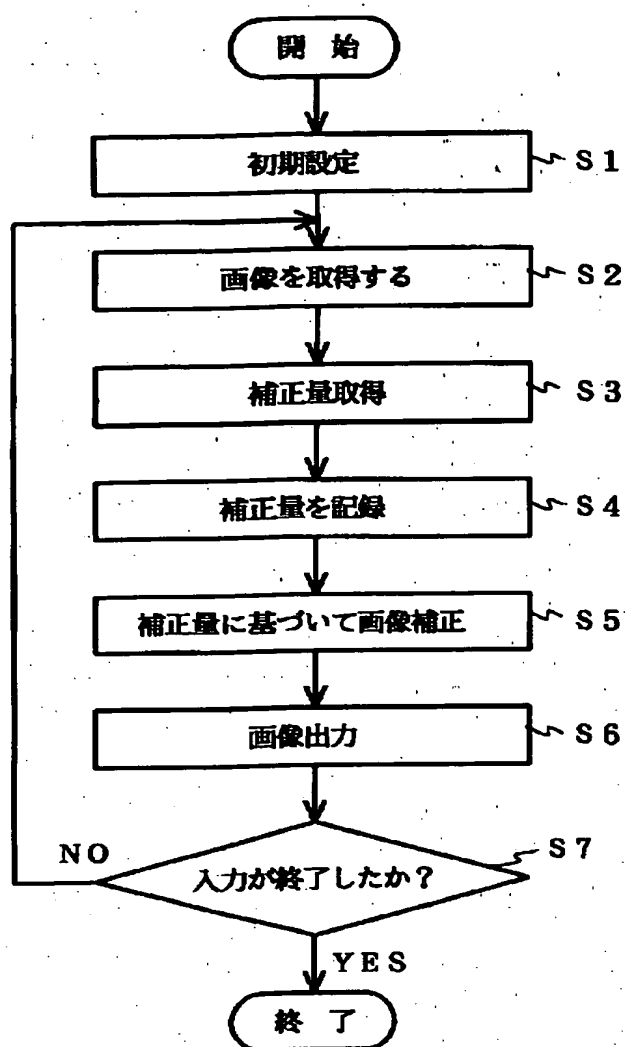 開 始
初期設定 S1
画像を取得する S2
補正量取得 S3
補正量を記録 S4
補正量に基づいて画像補正 S5
画像出力 S6
NO 入力が終了したか? S7
YES
終 了